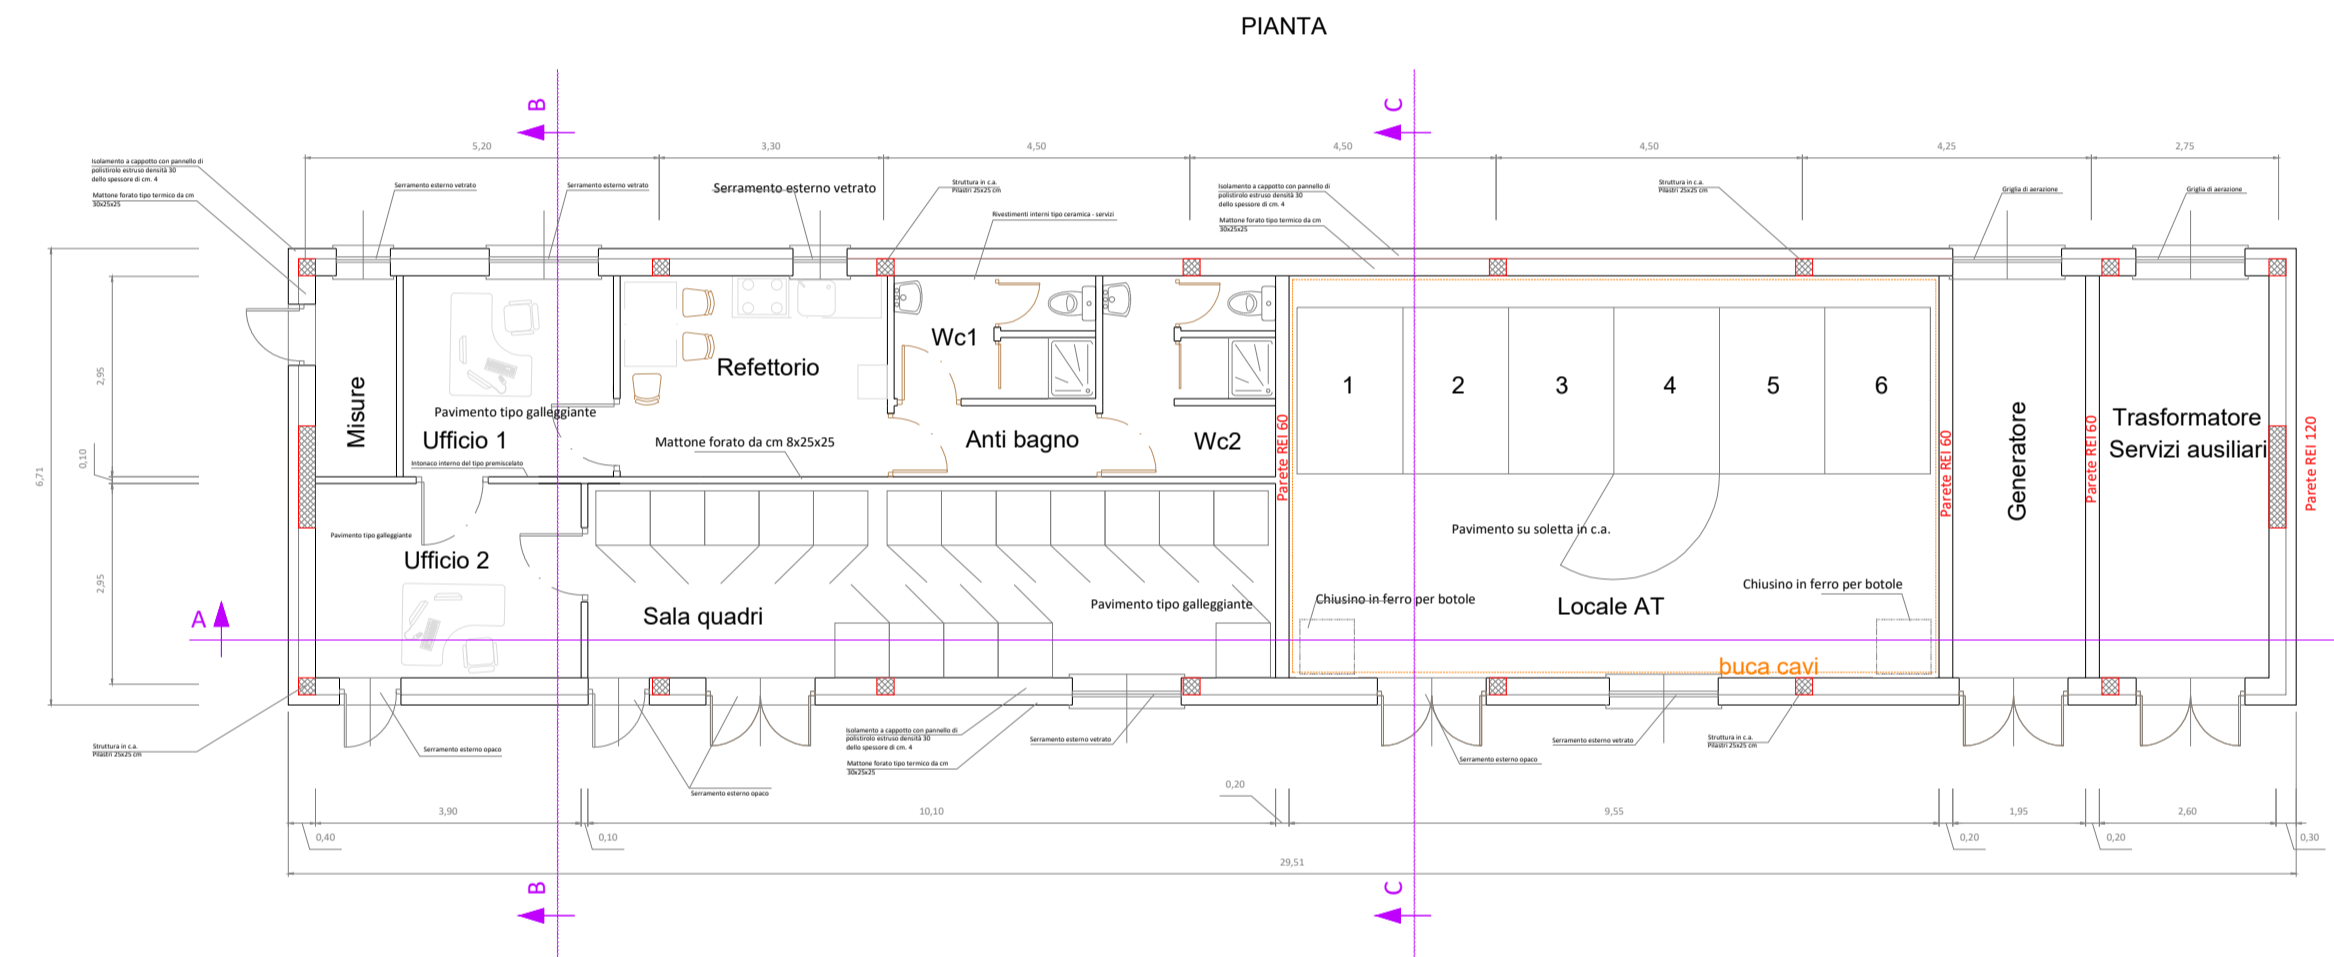 PIANTA
B
C
5,20
3,30
4,50
4,50
4,50
4,25
2,75
Isolamento a cappotto con pannello di
polistirolo estruso densità 30
dello spessore di cm. 4
Mattone forato tipo termico da cm
30x25x25
Serramento esterno vetrato
Serramento esterno vetrato
Serramento esterno vetrato
Struttura in c.a.
Pilastri 25x25 cm
Rivestimenti interni tipo ceramica - servizi
Isolamento a cappotto con pannello di
polistirolo estruso densità 30
dello spessore di cm. 4
Mattone forato tipo termico da cm
30x25x25
Struttura in c.a.
Pilastri 25x25 cm
Griglia di aerazione
Griglia di aerazione
6,71
2,95
0,10
2,95
Misure
Pavimento tipo galleggiante
Ufficio 1
Intonaco interno del tipo premiscelato
Refettorio
Mattone forato da cm 8x25x25
Wc1
Anti bagno
Wc2
Parete REI 60
1
2
3
4
5
6
Parete REI 60
Generatore
Parete REI 60
Trasformatore
Servizi ausiliari
Parete REI 120
Pavimento tipo galleggiante
Ufficio 2
Sala quadri
Pavimento tipo galleggiante
Pavimento su soletta in c.a.
Chiusino in ferro per botole
Locale AT
Chiusino in ferro per botole
buca cavi
A
Struttura in c.a.
Pilastri 25x25 cm
Serramento esterno opaco
Serramento esterno opaco
Isolamento a cappotto con pannello di
polistirolo estruso densità 30
dello spessore di cm. 4
Mattone forato tipo termico da cm
30x25x25
Serramento esterno vetrato
Serramento esterno opaco
Serramento esterno vetrato
Struttura in c.a.
Pilastri 25x25 cm
0,40
3,90
0,10
10,10
0,20
9,55
0,20
1,95
0,20
2,60
0,30
29,51
B
C